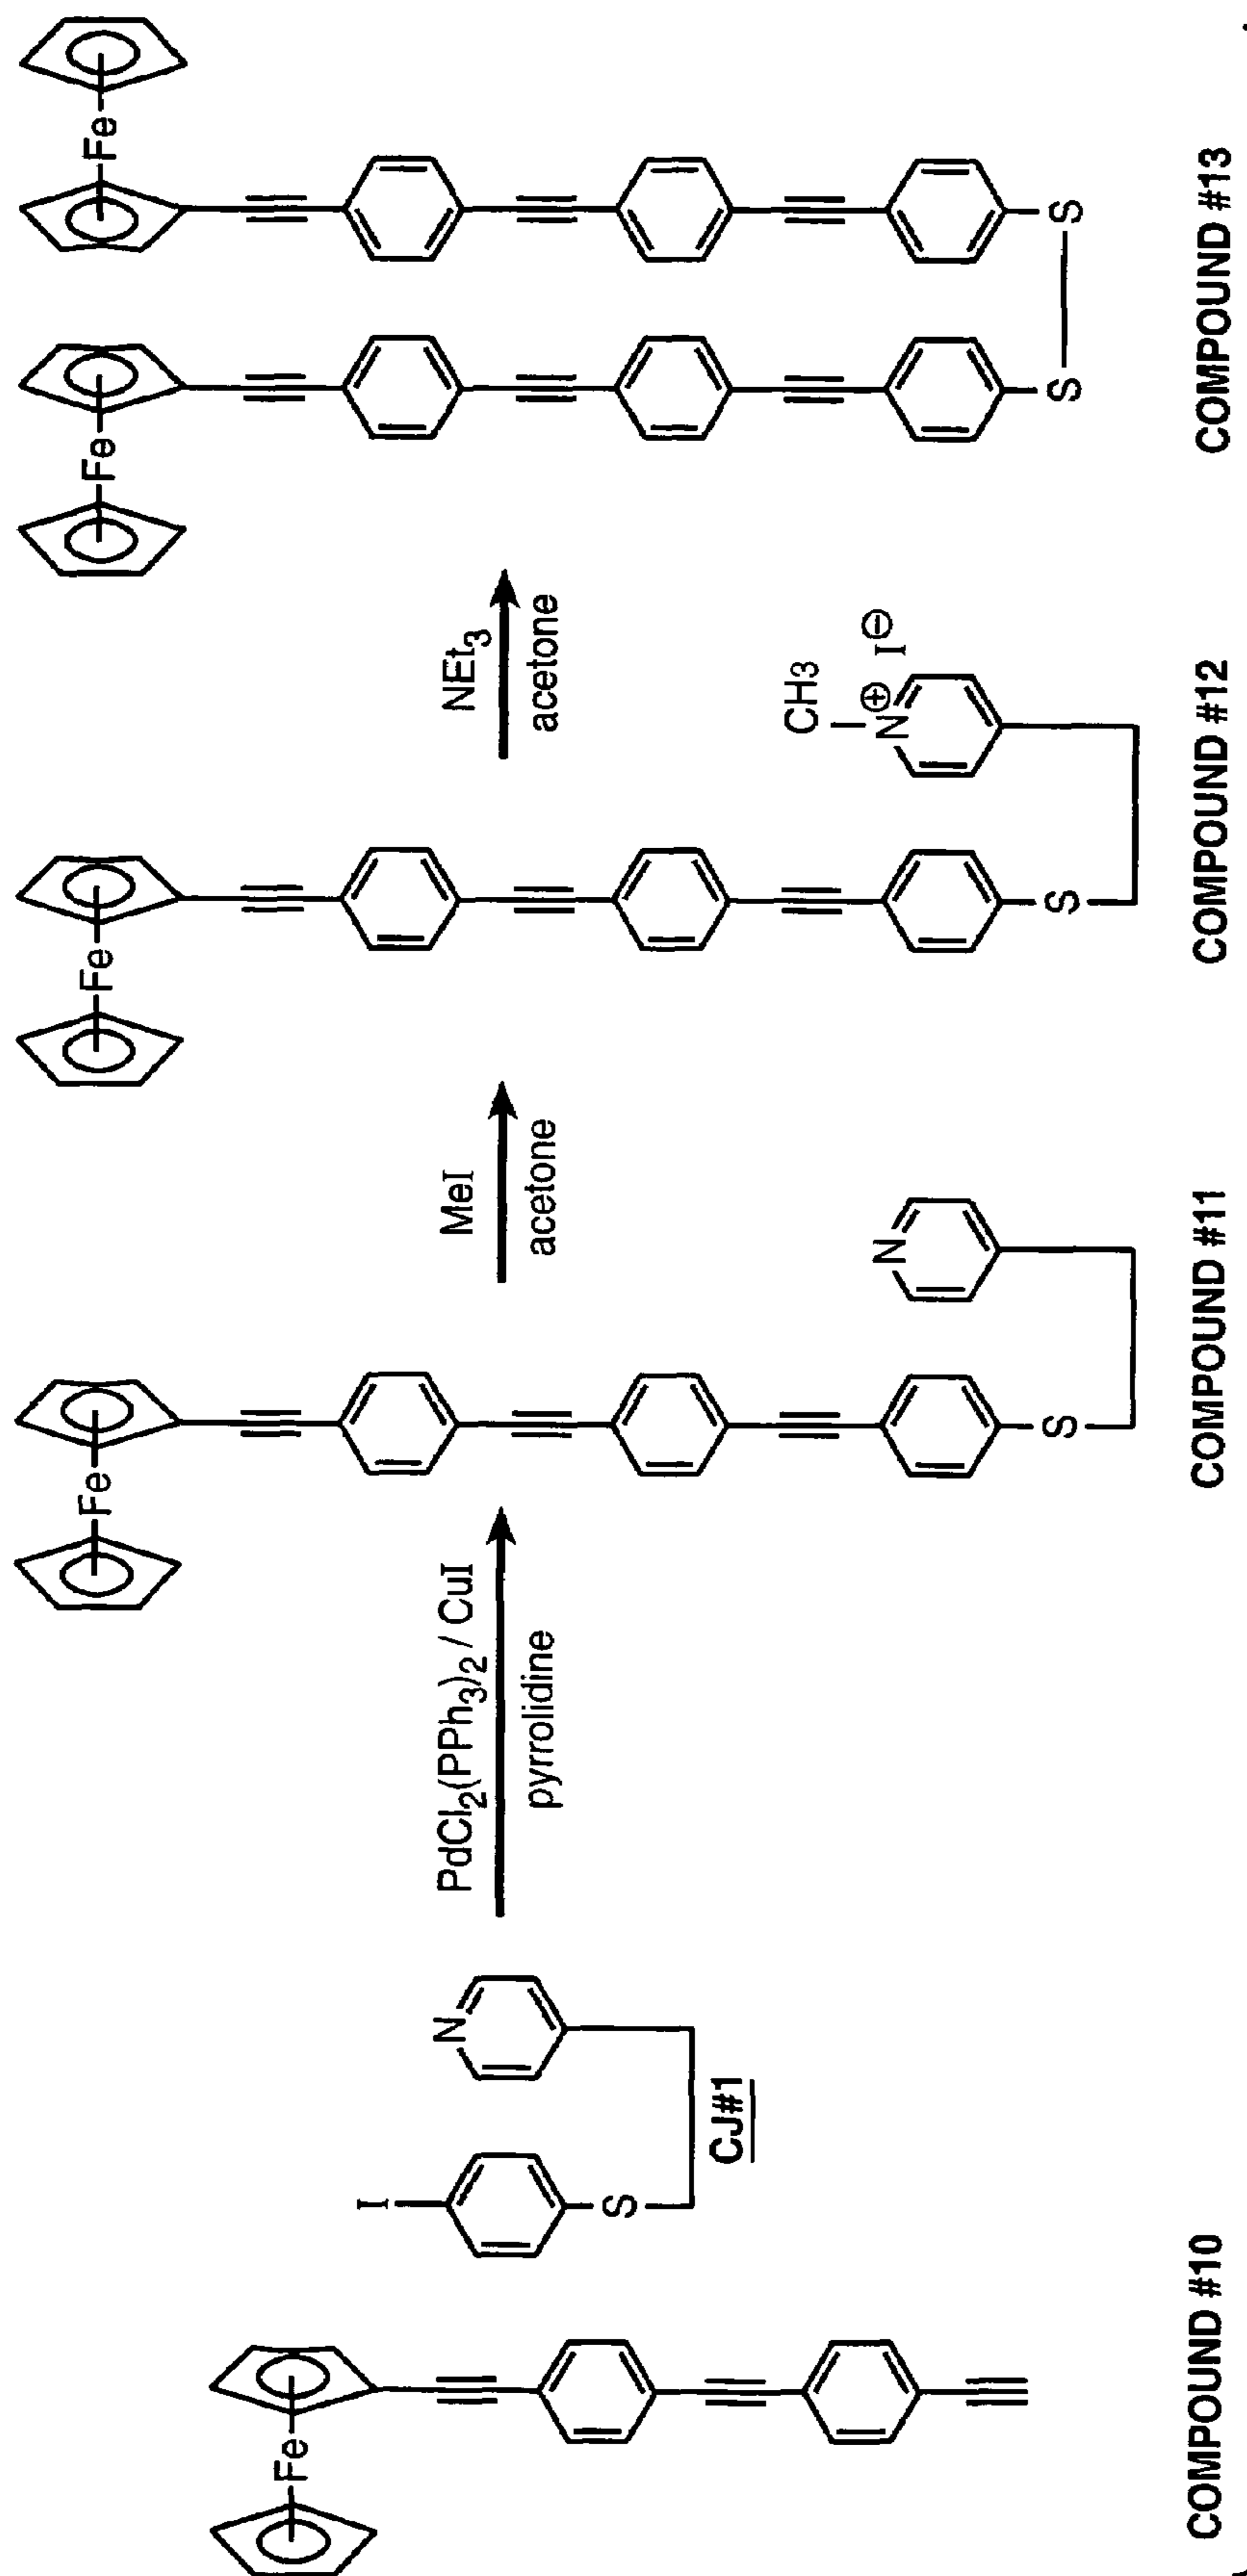 Fe
I
N
S
CJ#1
COMPOUND #10
PdCl2(PPh3)2 / CuI
pyrrolidine
Fe
N
S
COMPOUND #11
MeI
acetone
Fe
CH3
N
⊕
I
⊖
S
COMPOUND #12
NEt3
acetone
Fe
Fe
S
S
COMPOUND #13